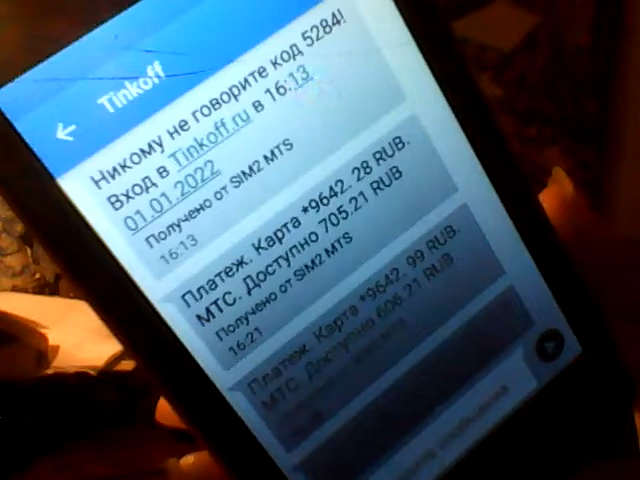 Tinkoff
Никому не говорите код 5284!
Вход в Tinkoff.ru в 16:13
01.01.2022
Получено от SIM2 MTS
16:13
Платеж. Карта *9642. 28 RUB.
МТС. Доступно 705.21 RUB
Получено от SIM2 MTS
16:21
Платеж. Карта *9642. 99 RUB.
МТС. Доступно 606.21 RUB